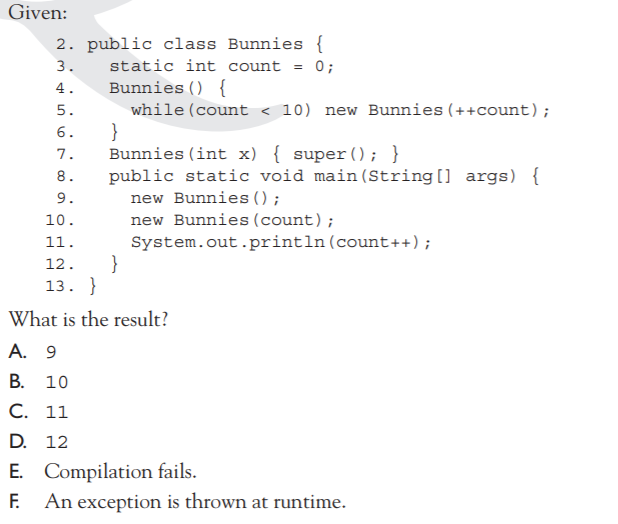 Given:
2. public class Bunnies {
3.   static int count = 0;
4.   Bunnies() {
5.     while(count < 10) new Bunnies(++count);
6.   }
7.   Bunnies(int x) { super(); }
8.   public static void main(String[] args) {
9.     new Bunnies();
10.     new Bunnies(count);
11.     System.out.println(count++);
12.   }
13. }
What is the result?
A. 9
B. 10
C. 11
D. 12
E. Compilation fails.
F. An exception is thrown at runtime.